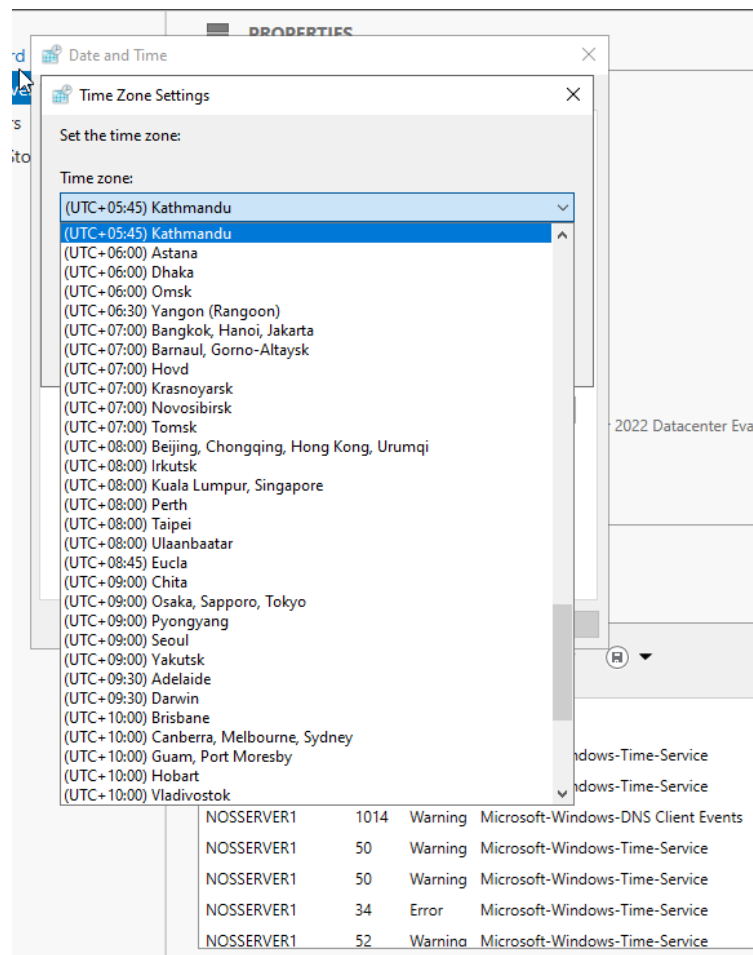 PROPERTIES
rd
Date and Time
Time Zone Settings
rs
Set the time zone:
Sto
Time zone:
(UTC+05:45) Kathmandu
(UTC+05:45) Kathmandu
(UTC+06:00) Astana
(UTC+06:00) Dhaka
(UTC+06:00) Omsk
(UTC+06:30) Yangon (Rangoon)
(UTC+07:00) Bangkok, Hanoi, Jakarta
(UTC+07:00) Barnaul, Gorno-Altaysk
(UTC+07:00) Hovd
(UTC+07:00) Krasnoyarsk
(UTC+07:00) Novosibirsk
(UTC+07:00) Tomsk
2022 Datacenter Eva
(UTC+08:00) Beijing, Chongqing, Hong Kong, Urumqi
(UTC+08:00) Irkutsk
(UTC+08:00) Kuala Lumpur, Singapore
(UTC+08:00) Perth
(UTC+08:00) Taipei
(UTC+08:00) Ulaanbaatar
(UTC+08:45) Eucla
(UTC+09:00) Chita
(UTC+09:00) Osaka, Sapporo, Tokyo
(UTC+09:00) Pyongyang
(UTC+09:00) Seoul
(UTC+09:00) Yakutsk
(UTC+09:30) Adelaide
(UTC+09:30) Darwin
(UTC+10:00) Brisbane
(UTC+10:00) Canberra, Melbourne, Sydney
(UTC+10:00) Guam, Port Moresby
(UTC+10:00) Hobart
(UTC+10:00) Vladivostok
ndows-Time-Service
dows-Time-Service
NOSSERVER1 1014 Warning Microsoft-Windows-DNS Client Events
NOSSERVER1 50 Warning Microsoft-Windows-Time-Service
NOSSERVER1 50 Warning Microsoft-Windows-Time-Service
NOSSERVER1 34 Error Microsoft-Windows-Time-Service
NOSSERVER1 52 Warning Microsoft-Windows-Time-Service